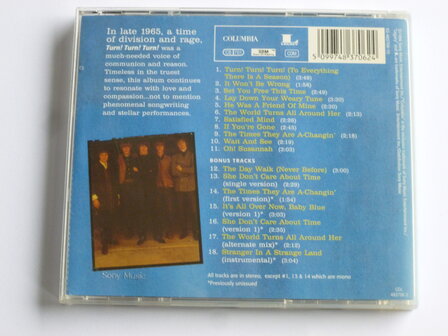 In late 1965, a time
of division and rage,
Turn! Turn! Turn! was a
much-needed voice of
communion and reason.
Timeless in the truest
sense, this album continues
to resonate with love and
compassion...not to mention
phenomenal songwriting
and stellar performances.
Sony Music
COLUMBIA
5 099748 370624
1. Turn! Turn! Turn! (To Everything
There Is A Season) (3:49)
2. It Won't Be Wrong (1:58)
3. Set You Free This Time (2:49)
4. Lay Down Your Weary Tune (3:30)
5. He Was A Friend Of Mine (2:30)
6. The World Turns All Around Her (2:13)
7. Satisfied Mind (2:26)
8. If You're Gone (2:45)
9. The Times They Are A-Changin' (2:18)
10. Wait And See (2:19)
11. Oh! Susannah (3:03)
BONUS TRACKS
12. The Day Walk (Never Before) (3:00)
13. She Don't Care About Time
(single version) (2:29)
14. The Times They Are A-Changin'
(first version)* (1:54)
15. It's All Over Now, Baby Blue
(version 1)* (3:03)
16. She Don't Care About Time
(version 1)* (2:35)
17. The World Turns All Around Her
(alternate mix)* (2:12)
18. Stranger In A Strange Land
(instrumental)* (3:04)
All tracks are in stereo, except #1, 13 & 14 which are mono
*Previously unissued